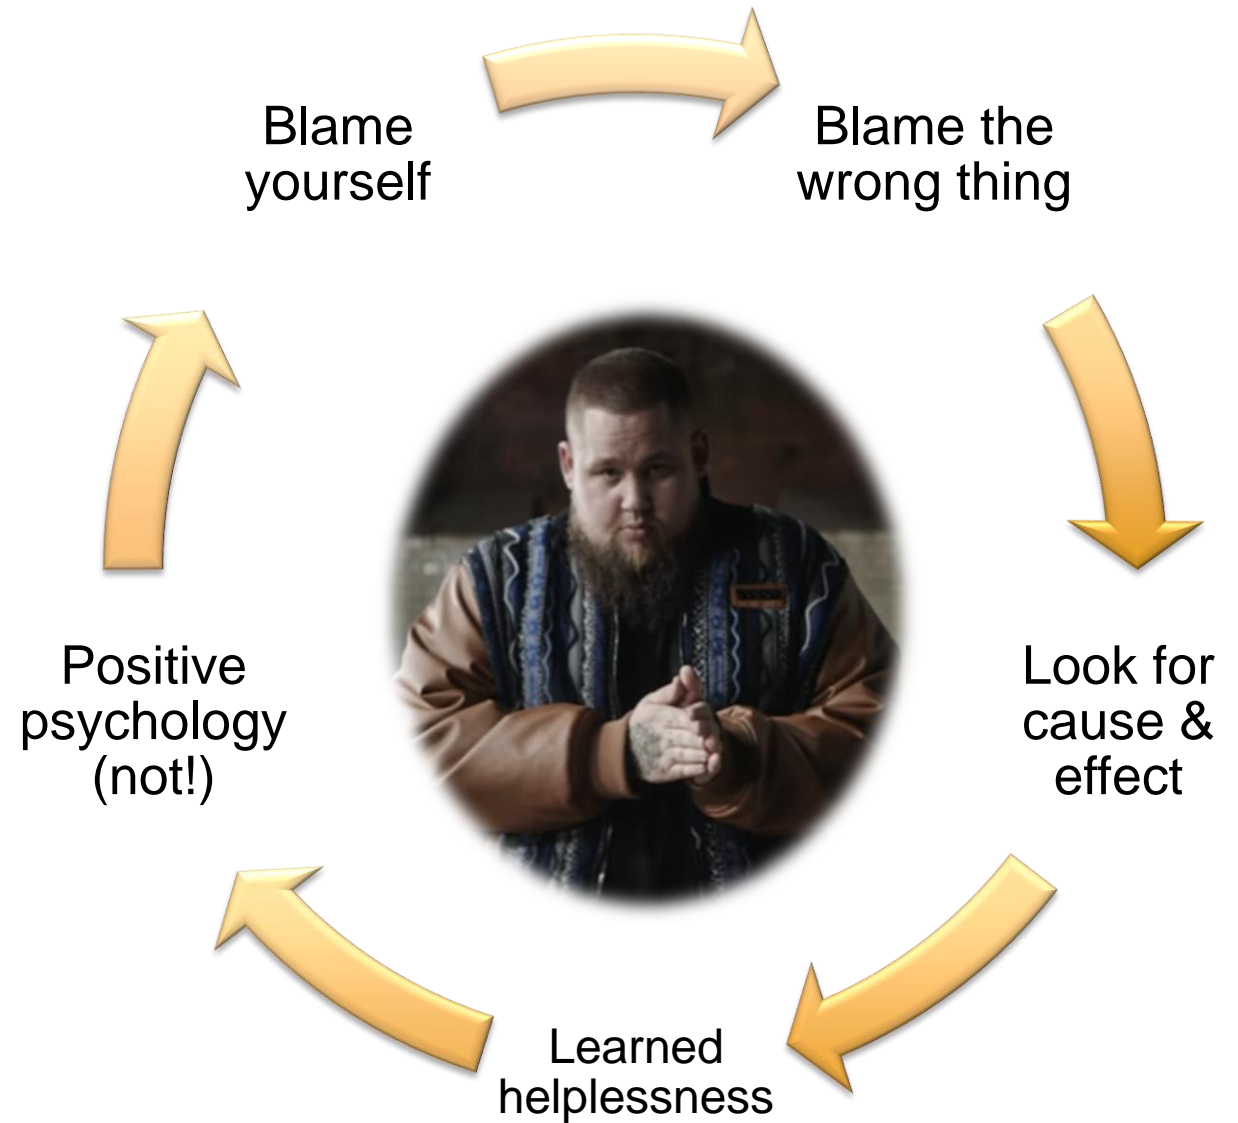 Blame
yourself
Blame the
wrong thing
Look for
cause &
effect
Learned
helplessness
Positive
psychology
(not!)